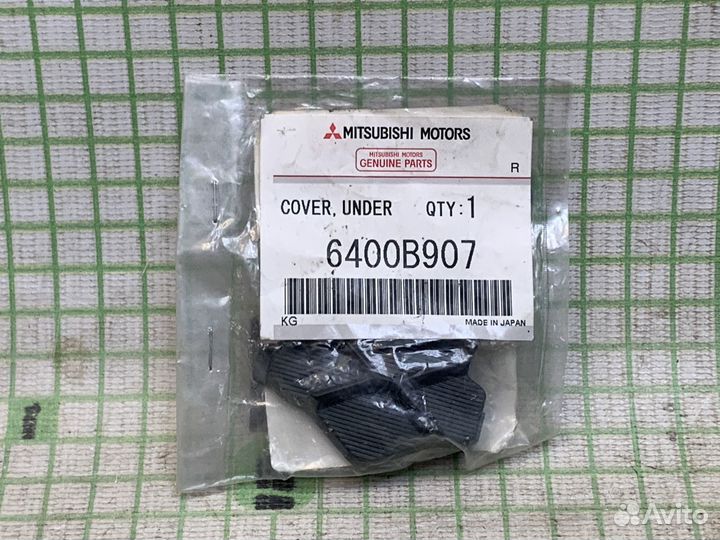 MITSUBISHI MOTORS
MITSUBISHI MOTORS
GENUINE PARTS
R
COVER, UNDER QTY:1
6400B907
KG MADE IN JAPAN
Avito